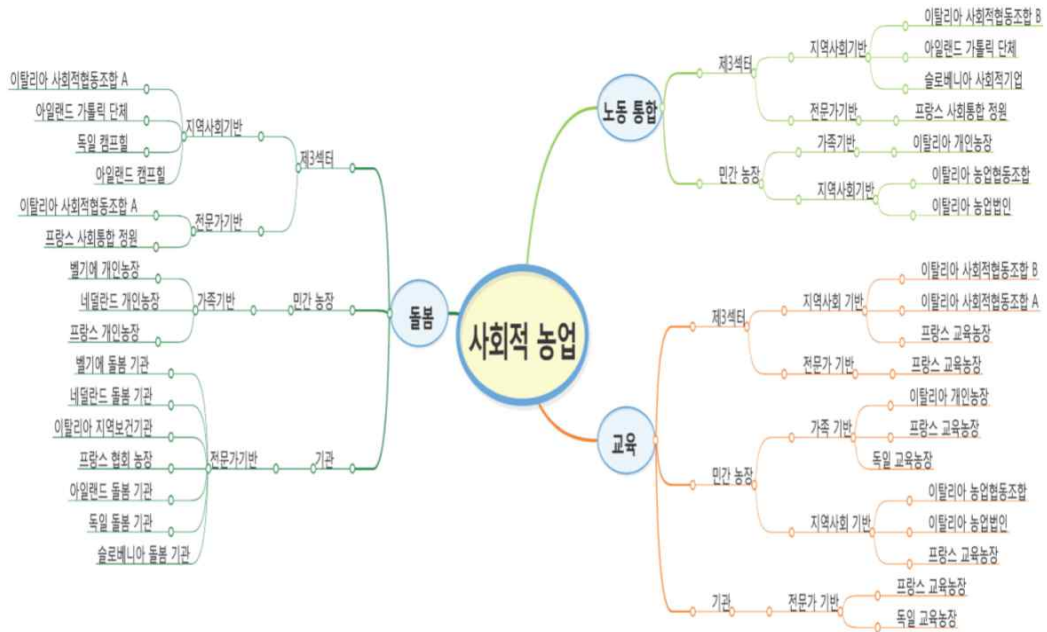 사회적 농업
돌봄
제3섹터
지역사회기반
이탈리아 사회적협동조합 A
아일랜드 가톨릭 단체
독일 캠프힐
아일랜드 캠프힐
전문가기반
이탈리아 사회적협동조합 A
프랑스 사회통합 정원
민간 농장
가족기반
벨기에 개인농장
네덜란드 개인농장
프랑스 개인농장
기관
전문가기반
벨기에 돌봄 기관
네덜란드 돌봄 기관
이탈리아 지역보건기관
프랑스 협회 농장
아일랜드 돌봄 기관
독일 돌봄 기관
슬로베니아 돌봄 기관
노동 통합
제3섹터
지역사회기반
이탈리아 사회적협동조합 B
아일랜드 가톨릭 단체
슬로베니아 사회적기업
전문가기반
프랑스 사회통합 정원
민간 농장
가족기반
이탈리아 개인농장
지역사회기반
이탈리아 농업협동조합
이탈리아 농업법인
교육
제3섹터
지역사회 기반
이탈리아 사회적협동조합 B
이탈리아 사회적협동조합 A
프랑스 교육농장
전문가 기반
프랑스 교육농장
민간 농장
가족 기반
이탈리아 개인농장
프랑스 교육농장
독일 교육농장
지역사회 기반
이탈리아 농업협동조합
이탈리아 농업법인
프랑스 교육농장
기관
전문가 기반
프랑스 교육농장
독일 교육농장